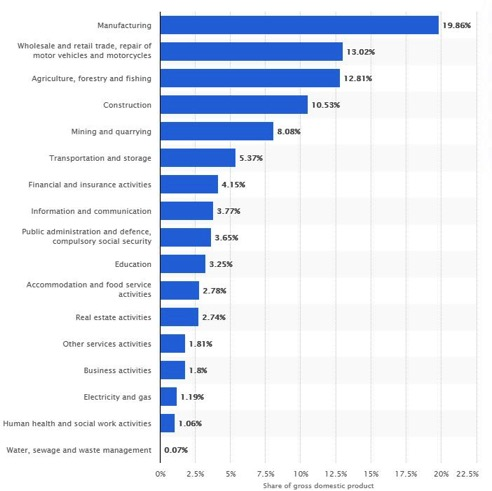 Manufacturing 19.86%
Wholesale and retail trade, repair of
motor vehicles and motorcycles 13.02%
Agriculture, forestry and fishing 12.81%
Construction 10.53%
Mining and quarrying 8.08%
Transportation and storage 5.37%
Financial and insurance activities 4.15%
Information and communication 3.77%
Public administration and defence,
compulsory social security 3.65%
Education 3.25%
Accommodation and food service
activities 2.78%
Real estate activities 2.74%
Other services activities 1.81%
Business activities 1.8%
Electricity and gas 1.19%
Human health and social work activities 1.06%
Water, sewage and waste management 0.07%
0% 2.5% 5% 7.5% 10% 12.5% 15% 17.5% 20% 22.5%
Share of gross domestic product